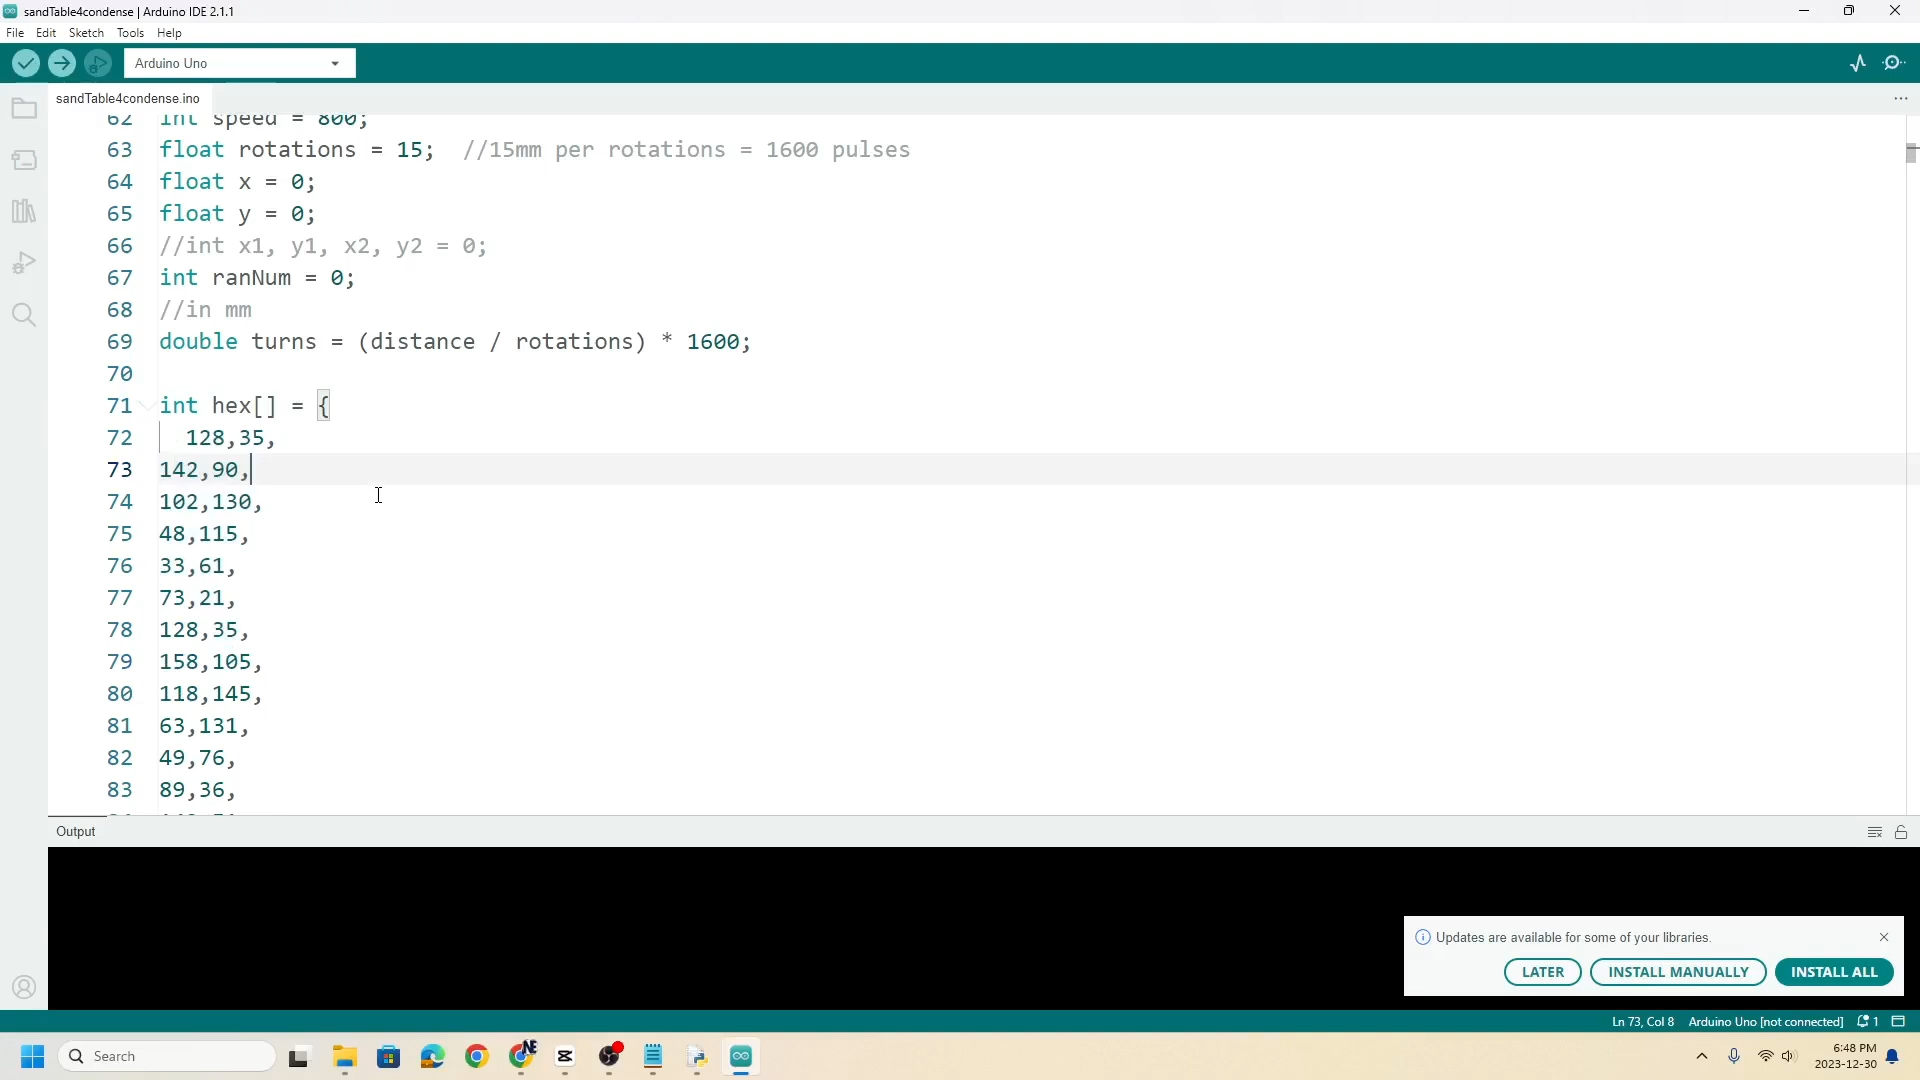 sandTable4condense | Arduino IDE 2.1.1
File Edit Sketch Tools Help
Arduino Uno
sandTable4condense.ino
62 int speed = 800;
63 float rotations = 15; //15mm per rotations = 1600 pulses
64 float x = 0;
65 float y = 0;
66 //int x1, y1, x2, y2 = 0;
67 int ranNum = 0;
68 //in mm
69 double turns = (distance / rotations) * 1600;
70
71 int hex[] = {
72 128,35,
73 142,90,
74 102,130,
75 48,115,
76 33,61,
77 73,21,
78 128,35,
79 158,105,
80 118,145,
81 63,131,
82 49,76,
83 89,36,
Output
Updates are available for some of your libraries.
LATER INSTALL MANUALLY INSTALL ALL
Ln 73, Col 8 Arduino Uno [not connected] 1
Search
NE
6:48 PM
2023-12-30